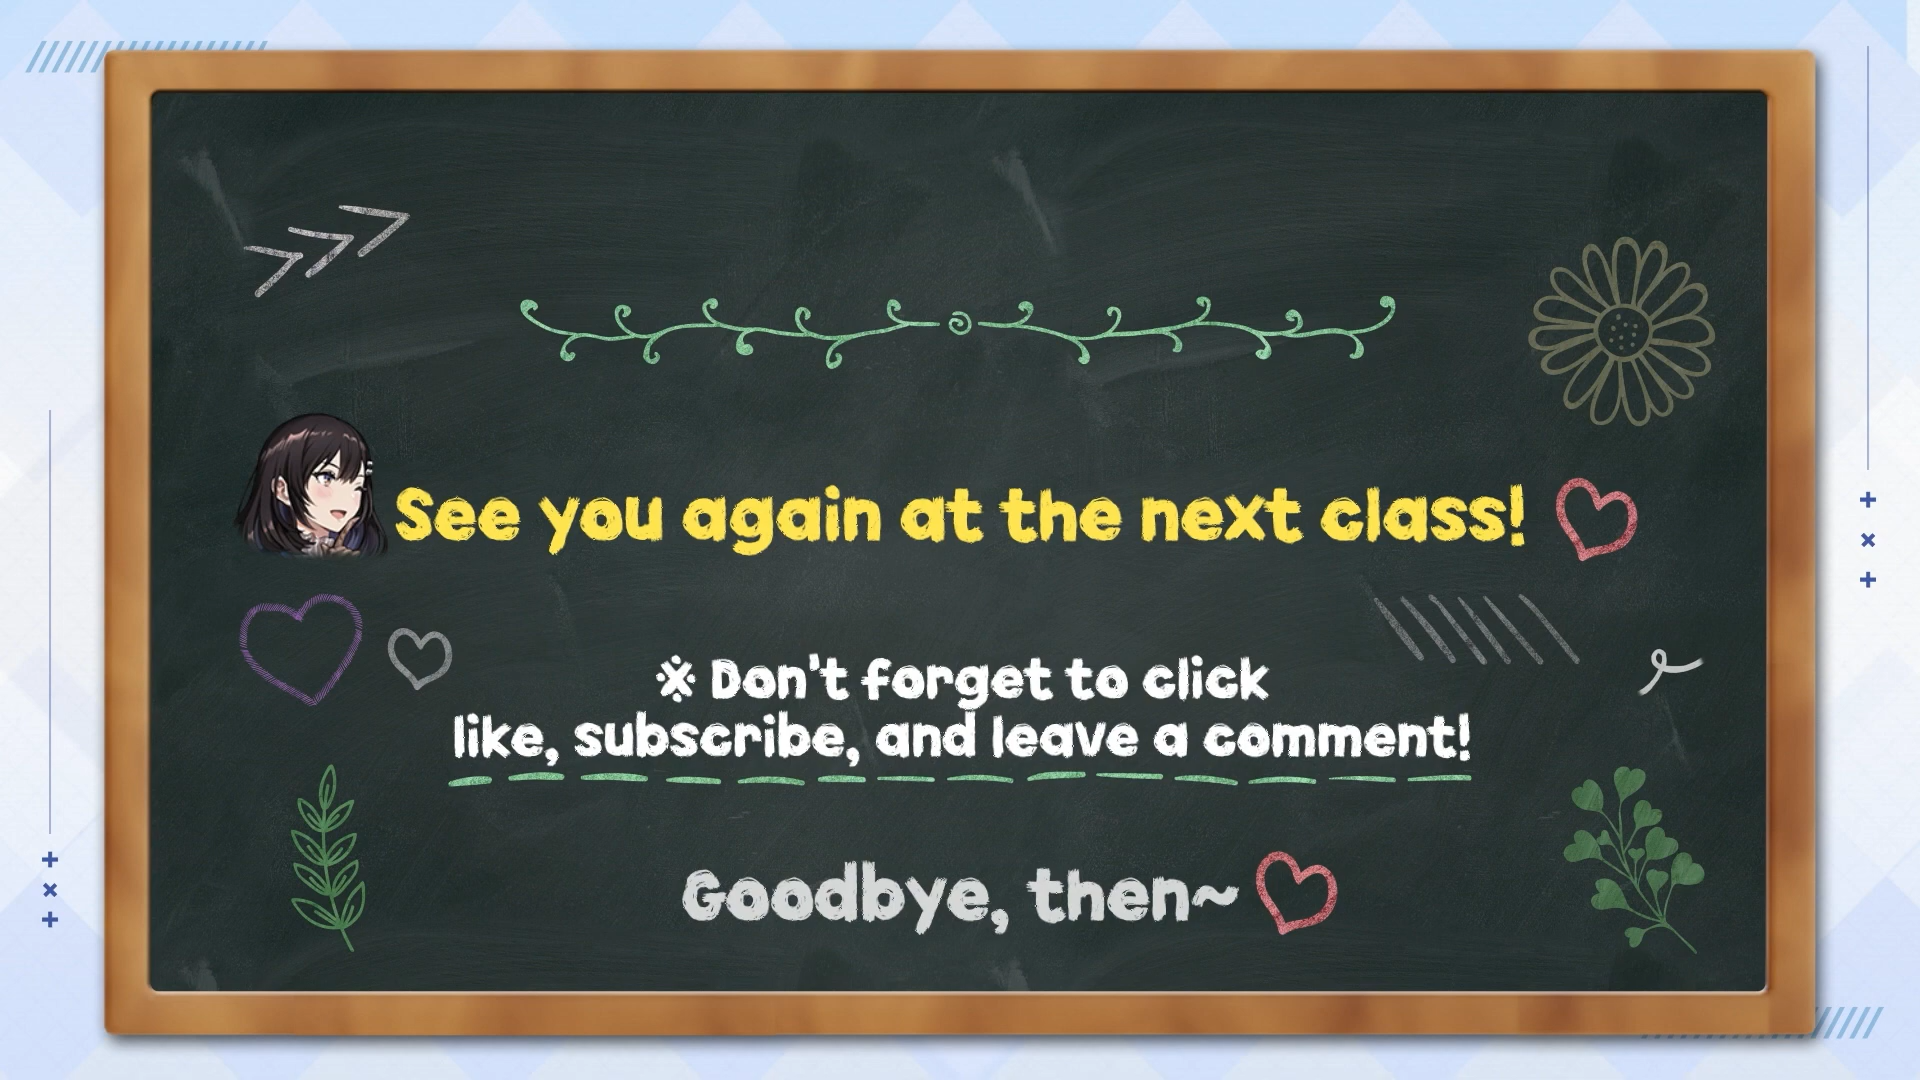 See you again at the next class!
※ Don't forget to click
like, subscribe, and leave a comment!
Goodbye, then~